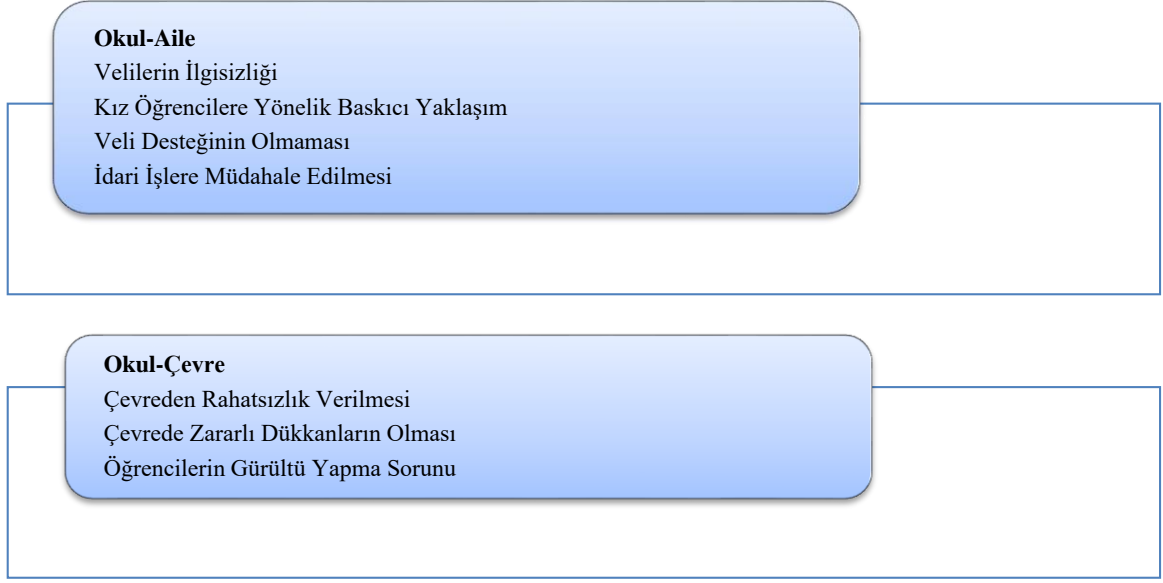 Okul-Aile
Velilerin İlgisizliği
Kız Öğrencilere Yönelik Baskıcı Yaklaşım
Veli Desteğinin Olmaması
İdari İşlere Müdahale Edilmesi
Okul-Çevre
Çevreden Rahatsızlık Verilmesi
Çevrede Zararlı Dükkanların Olması
Öğrencilerin Gürültü Yapma Sorunu